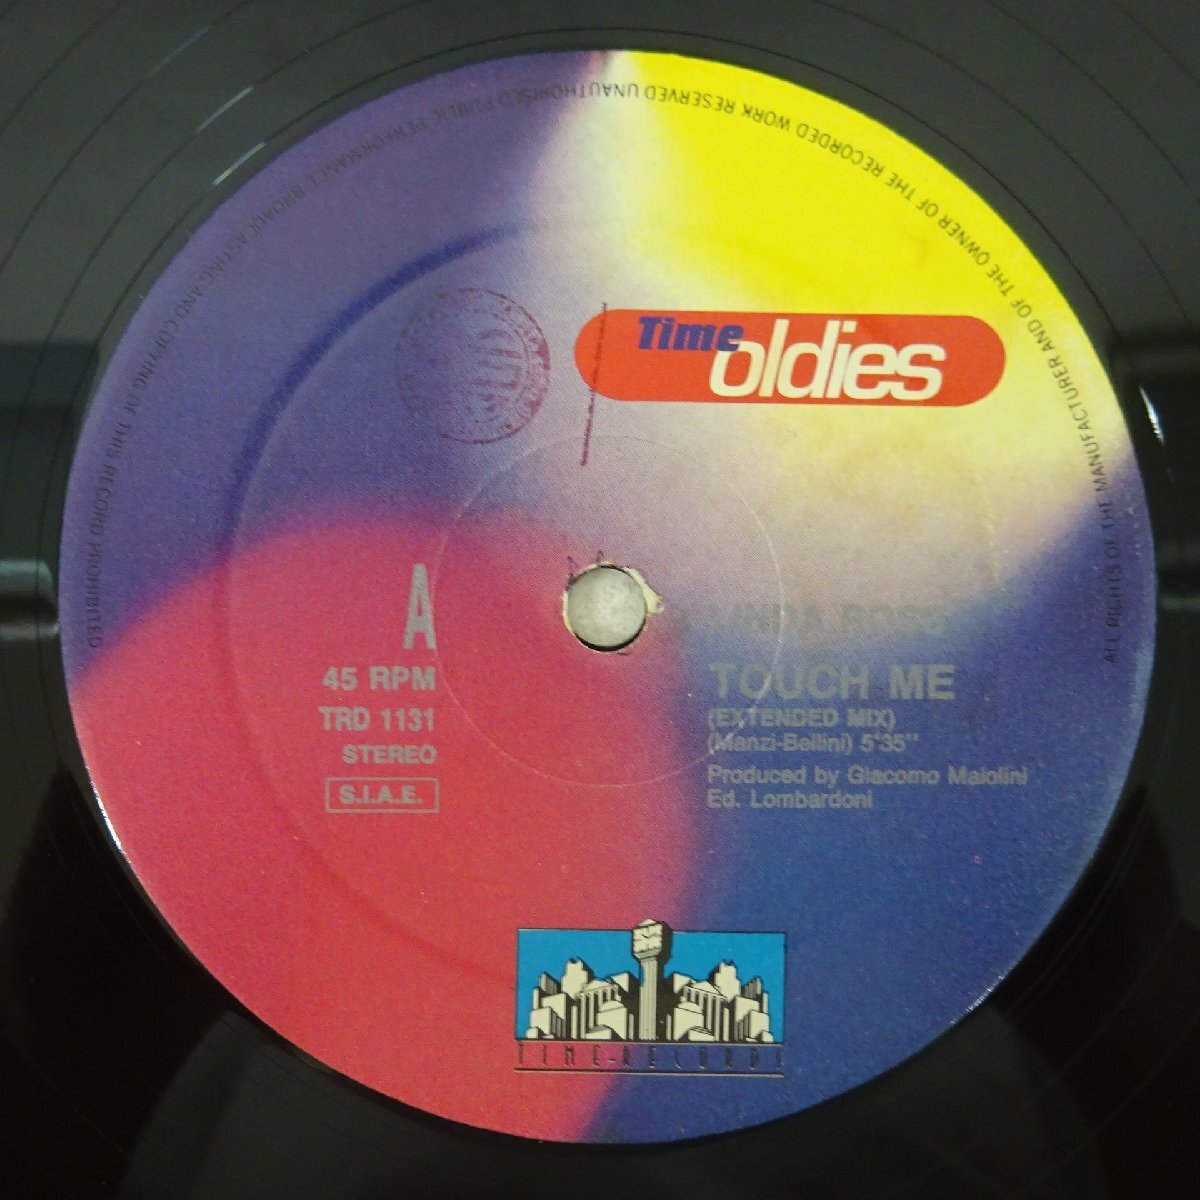 ALL RIGHTS OF THE MANUFACTURER AND OF THE OWNER OF THE RECORDED WORK RESERVED UNAUTHORISED PUBLIC PERFORMANCE BROADCASTING AND COPYING OF THIS RECORD PROHIBITED
Time
oldies
A
45 RPM
TRD 1131
STEREO
S.I.A.E.
LINDA ROSS
TOUCH ME
(EXTENDED MIX)
(Manzi-Bellini) 5'35''
Produced by Giacomo Maiolini
Ed. Lombardoni
TIME-RECORDS